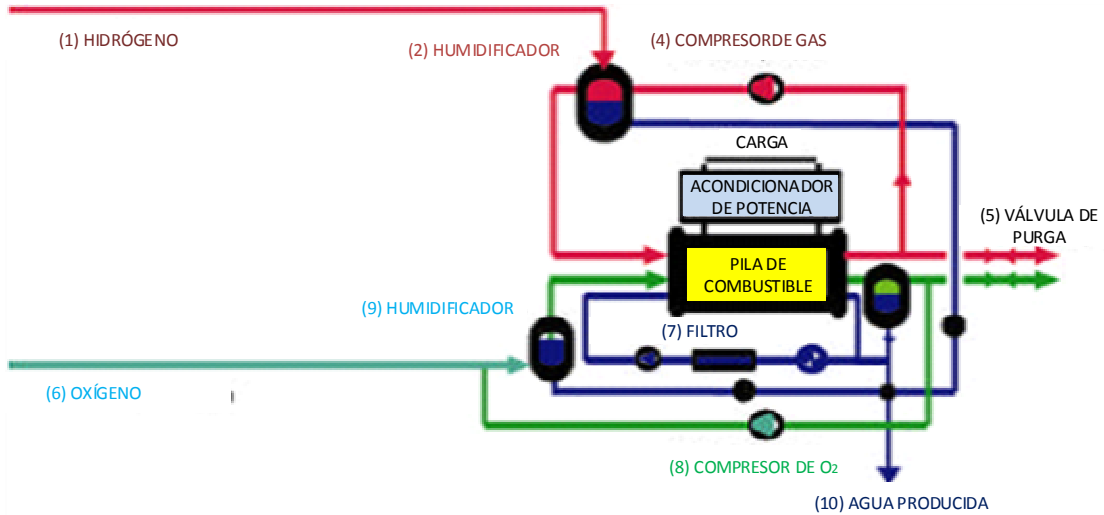 (1) HIDRÓGENO
(2) HUMIDIFICADOR
(4) COMPRESORDE GAS
CARGA
ACONDICIONADOR
DE POTENCIA
(5) VÁLVULA DE
PURGA
PILA DE
COMBUSTIBLE
(9) HUMIDIFICADOR
(7) FILTRO
(6) OXÍGENO
(8) COMPRESOR DE O2
(10) AGUA PRODUCIDA